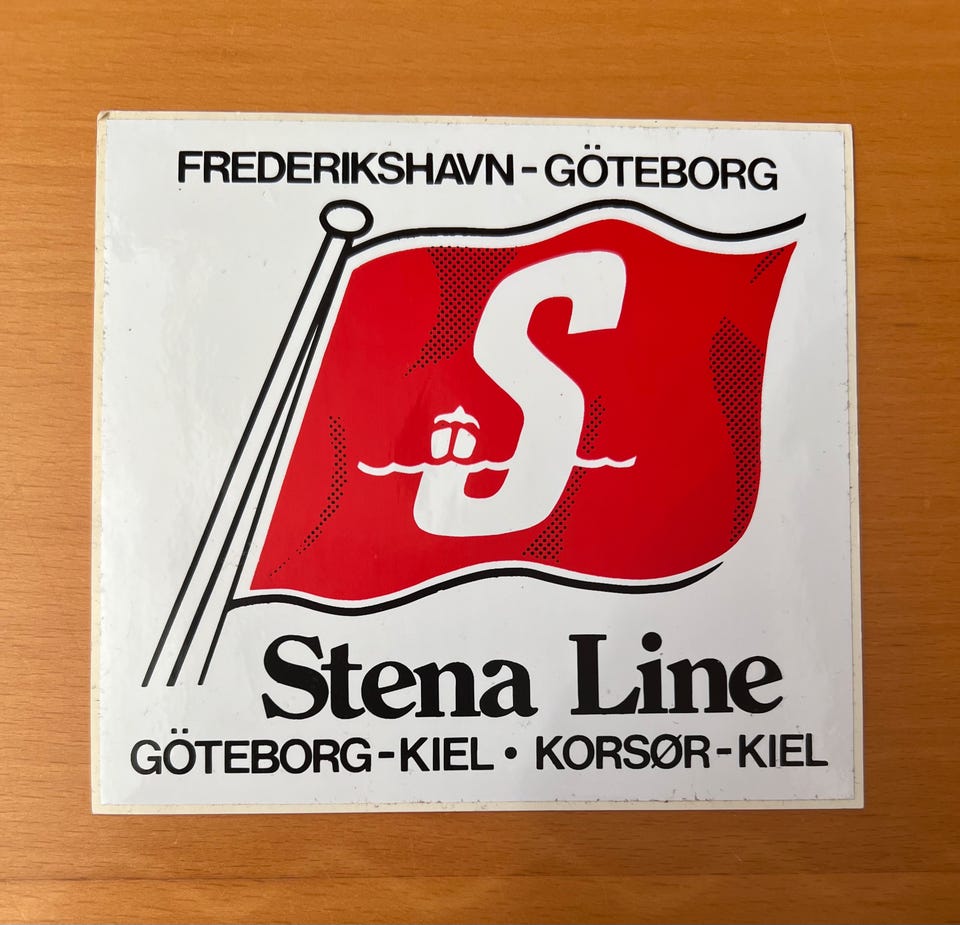 FREDERIKSHAVN-GÖTEBORG
S
Stena Line
GÖTEBORG-KIEL • KORSØR-KIEL